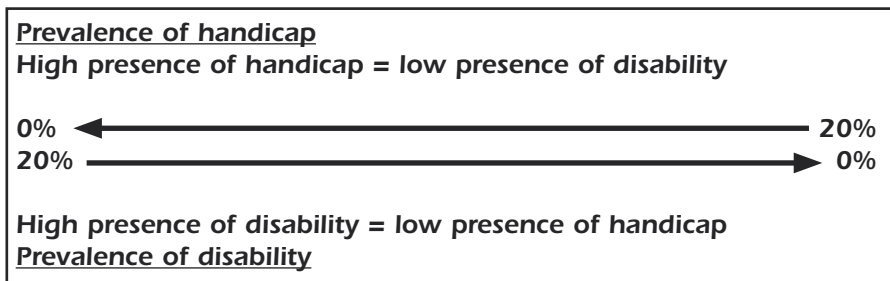 Prevalence of handicap
High presence of handicap = low presence of disability
0% 20%
20% 0%
High presence of disability = low presence of handicap
Prevalence of disability